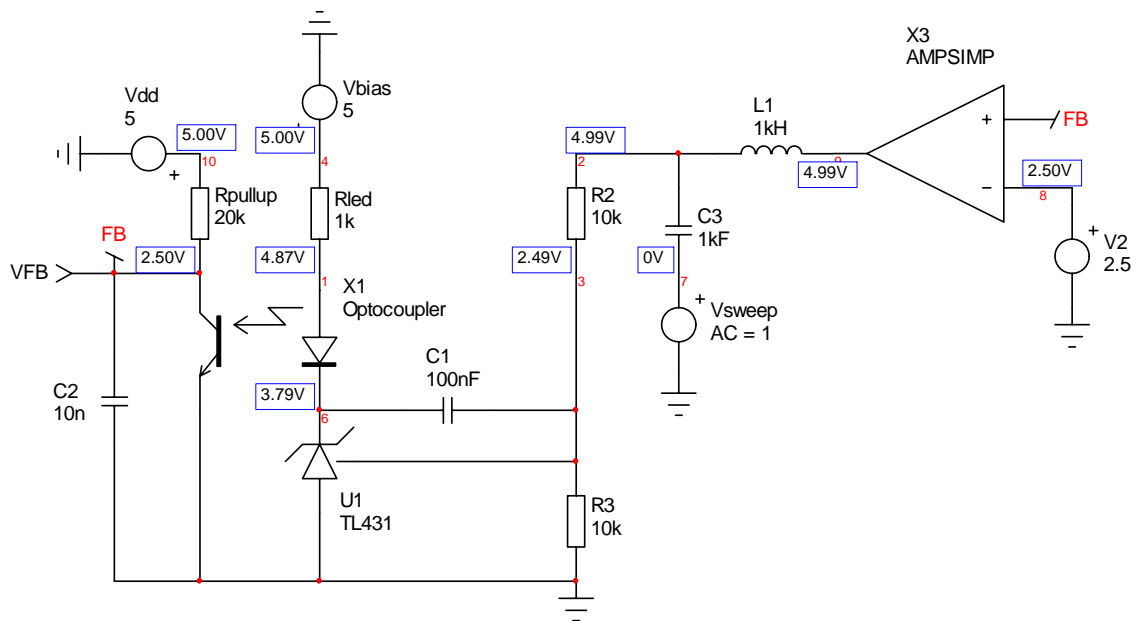 X3
AMPSIMP
Vdd
5
Vbias
5
L1
1kH
+
FB
5.00V
5.00V
4.99V
10
4
2
9
4.99V
2.50V
8
+
+
−
Rpullup
20k
Rled
1k
R2
10k
C3
1kF
+
V2
2.5
FB
2.50V
4.87V
2.49V
0V
VFB
1
3
7
X1
Optocoupler
+
Vsweep
AC = 1
C1
100nF
C2
10n
3.79V
6
U1
TL431
R3
10k